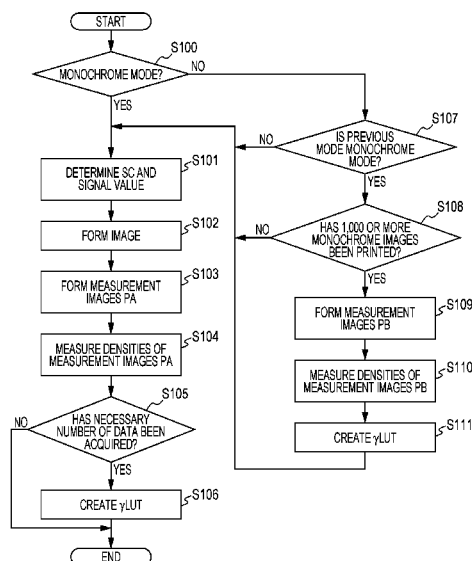 START
S100
MONOCHROME MODE?
NO
YES
S107
IS PREVIOUS
MODE MONOCHROME
MODE?
NO
YES
S101
DETERMINE SC AND
SIGNAL VALUE
S108
HAS 1,000 OR MORE
MONOCHROME IMAGES
BEEN PRINTED?
NO
YES
S102
FORM IMAGE
S103
FORM MEASUREMENT
IMAGES PA
S109
FORM MEASUREMENT
IMAGES PB
S104
MEASURE DENSITIES OF
MEASUREMENT IMAGES PA
S110
MEASURE DENSITIES OF
MEASUREMENT IMAGES PB
S105
HAS NECESSARY
NUMBER OF DATA BEEN
ACQUIRED?
NO
YES
S111
CREATE γLUT
S106
CREATE γLUT
END